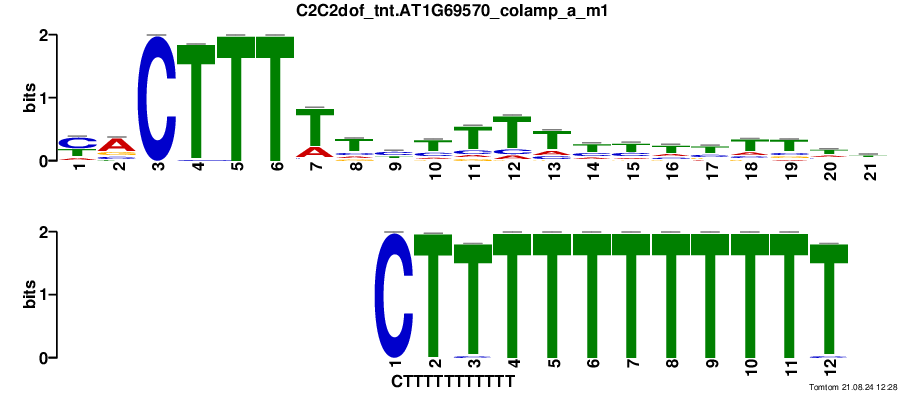 C2C2dof_tnt.AT1G69570_colamp_a_m1
2
bits
1
0
C A C T T T T T T T T T T T T T T T T
1 2 3 4 5 6 7 8 9 10 11 12 13 14 15 16 17 18 19 20 21
2
bits
1
0
C T T T T T T T T T T T
1 2 3 4 5 6 7 8 9 10 11 12
CTTTTTTTTTTT
Tomtom 21.08.24 12:28